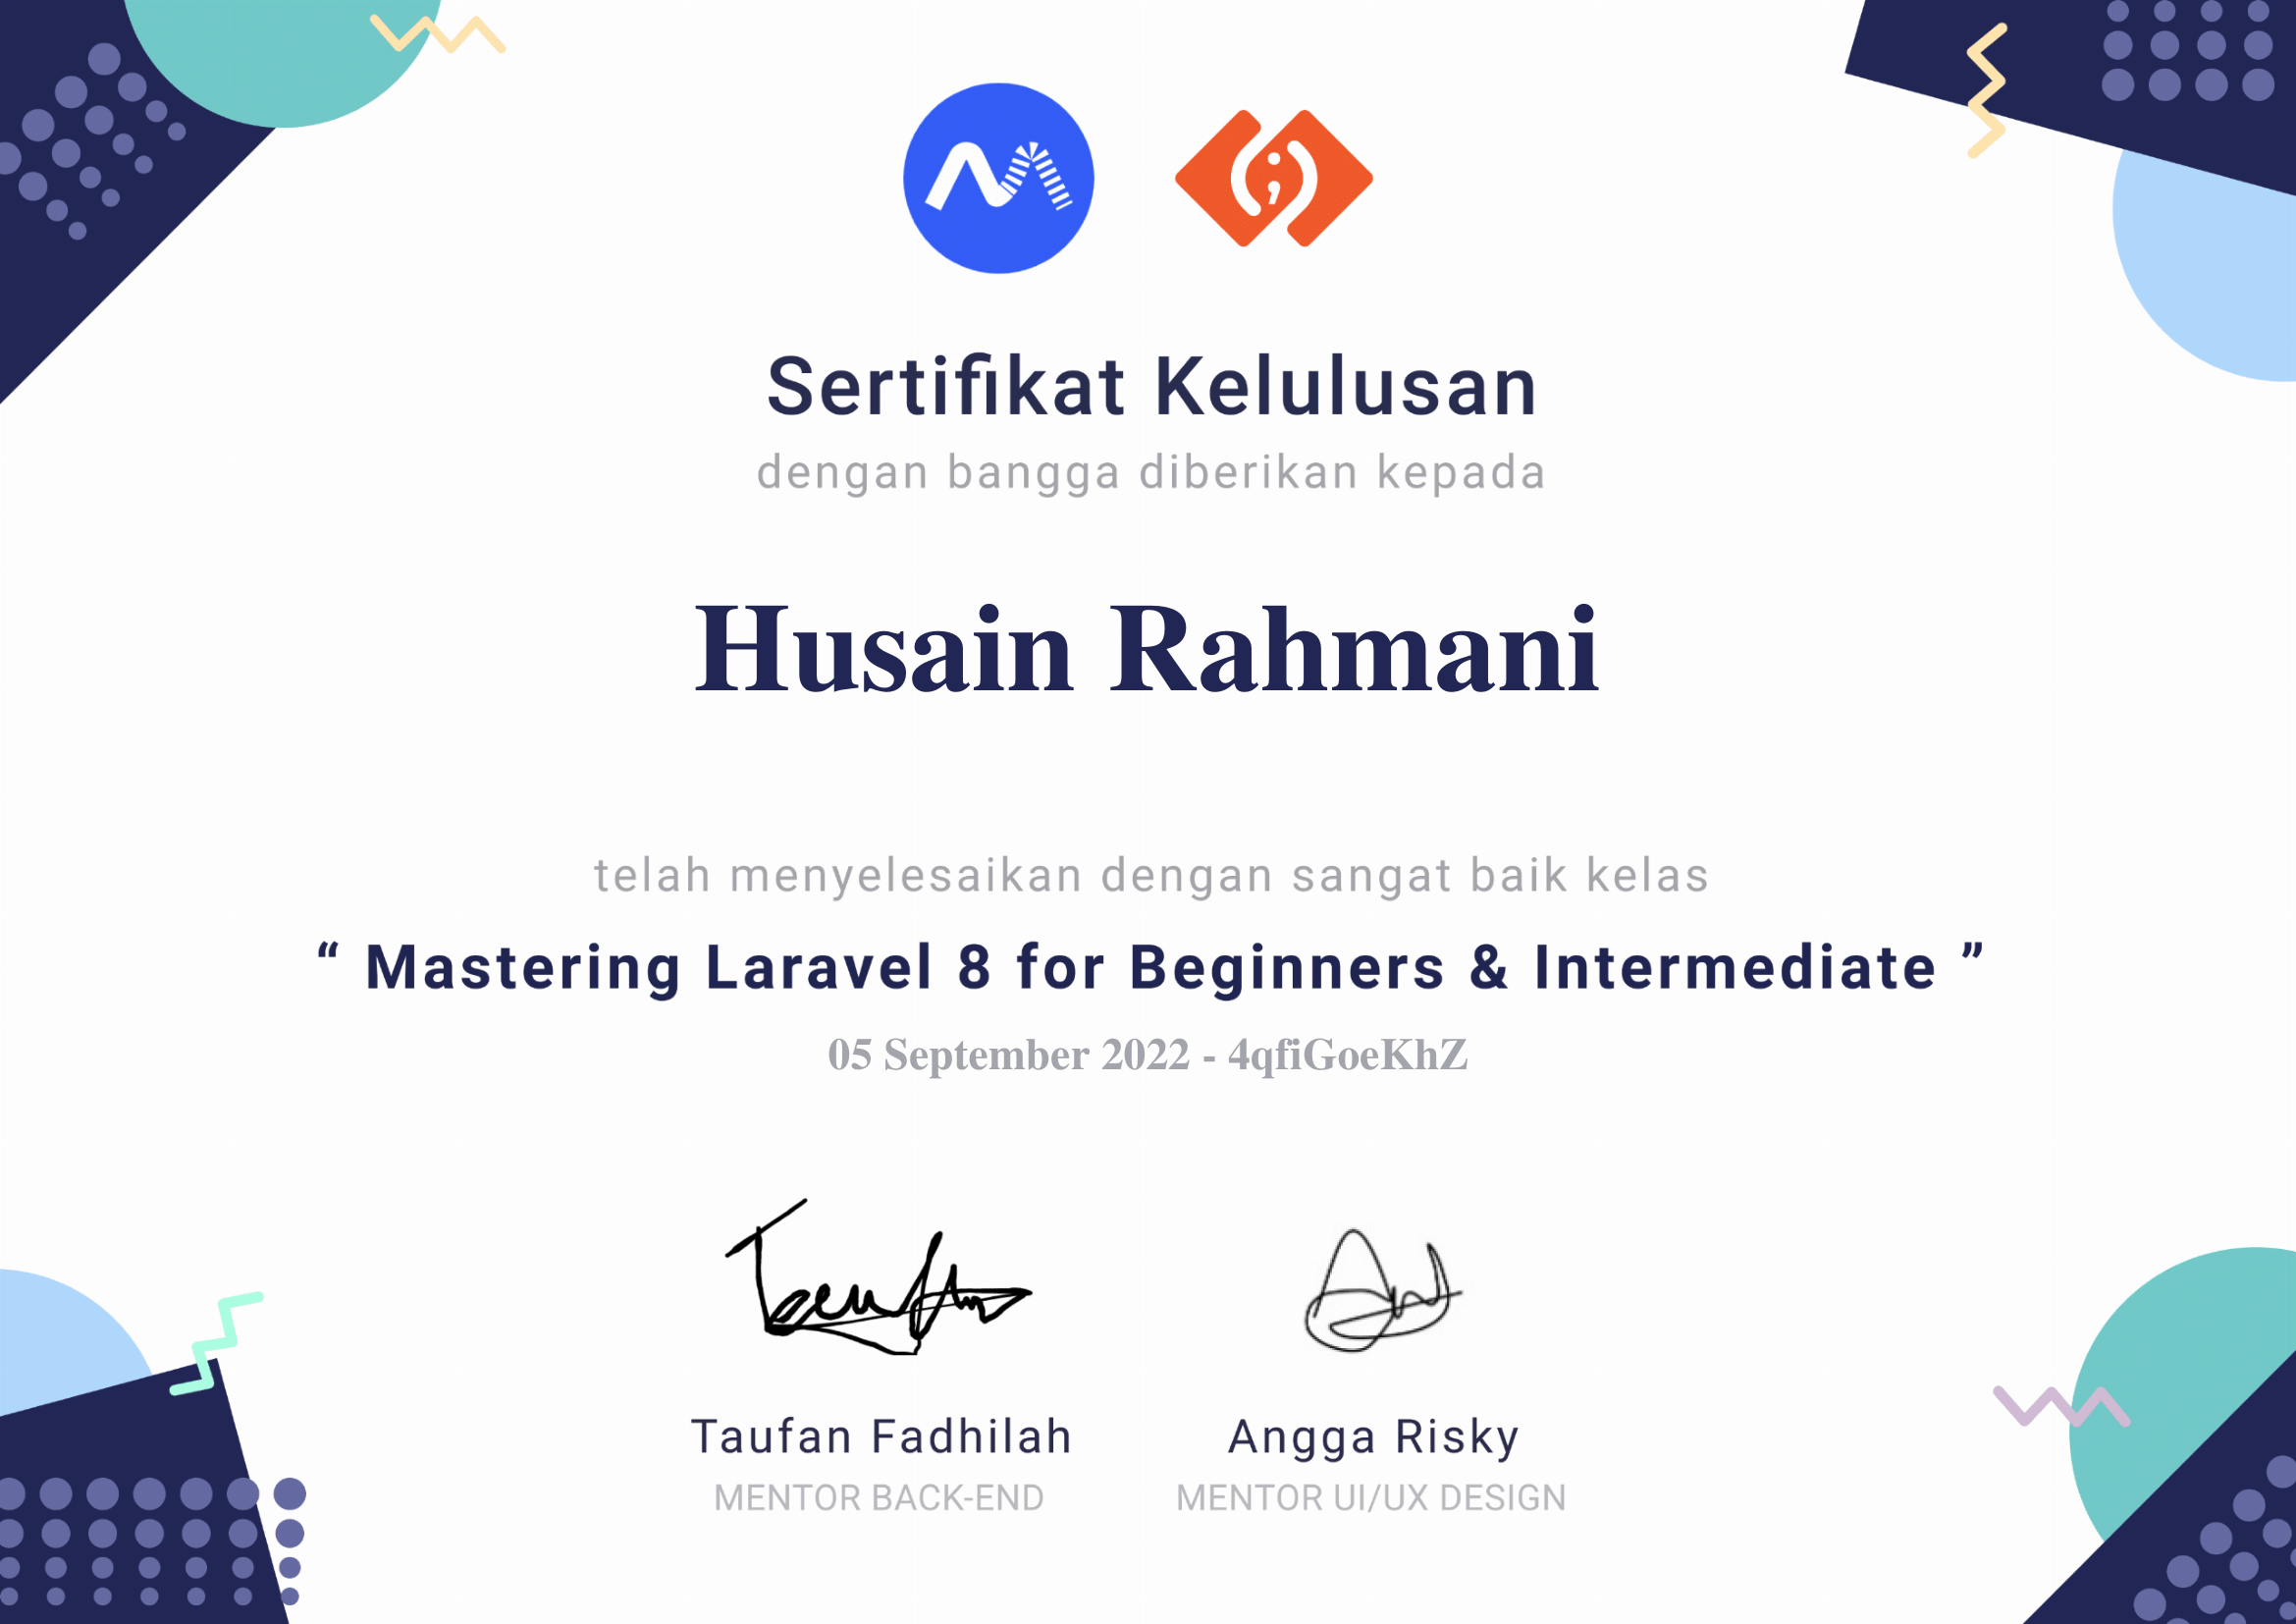 Sertifikat Kelulusan
dengan bangga diberikan kepada
Husain Rahmani
telah menyelesaikan dengan sangat baik kelas
“ Mastering Laravel 8 for Beginners & Intermediate ”
05 September 2022 - 4qfiGoeKhZ
Taufan Fadhilah
MENTOR BACK-END
Angga Risky
MENTOR UI/UX DESIGN